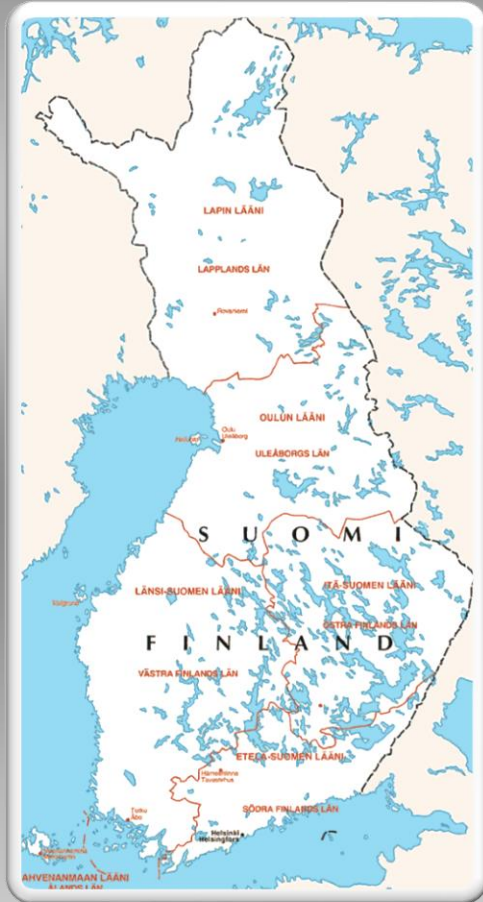 LAPIN LÄÄNI
LAPPLANDS LÄN
Rovaniemi
OULUN LÄÄNI
Oulu
Uleåborg
ULEÅBORGS LÄN
SUOMI
LÄNSI-SUOMEN LÄÄNI
ITÄ-SUOMEN LÄÄNI
ÖSTRA FINLANDS LÄN
FINLAND
VÄSTRA FINLANDS LÄN
ETELÄ-SUOMEN LÄÄNI
Hämeenlinna
Tavastehus
SÖDRA FINLANDS LÄN
Turku
Åbo
Helsinki
Helsingfors
AHVENANMAAN LÄÄNI
ÅLANDS LÄN